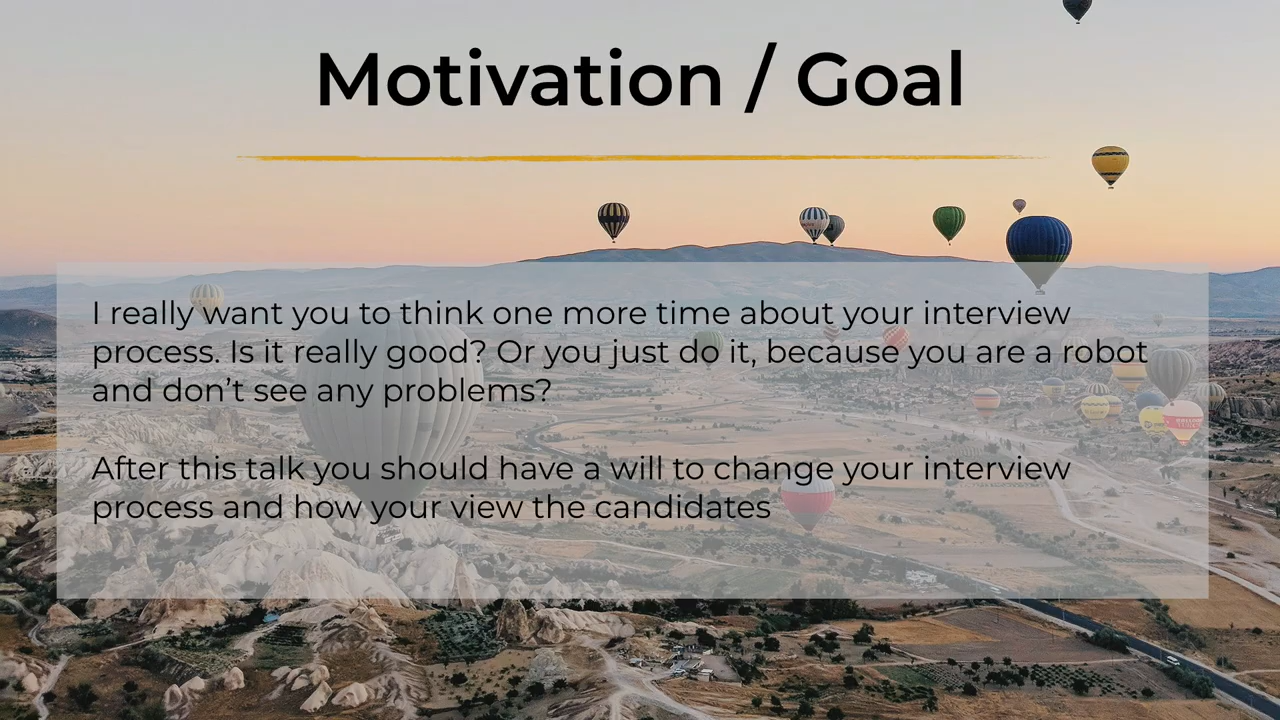 Motivation / Goal
I really want you to think one more time about your interview
process. Is it really good? Or you just do it, because you are a robot
and don’t see any problems?
After this talk you should have a will to change your interview
process and how your view the candidates